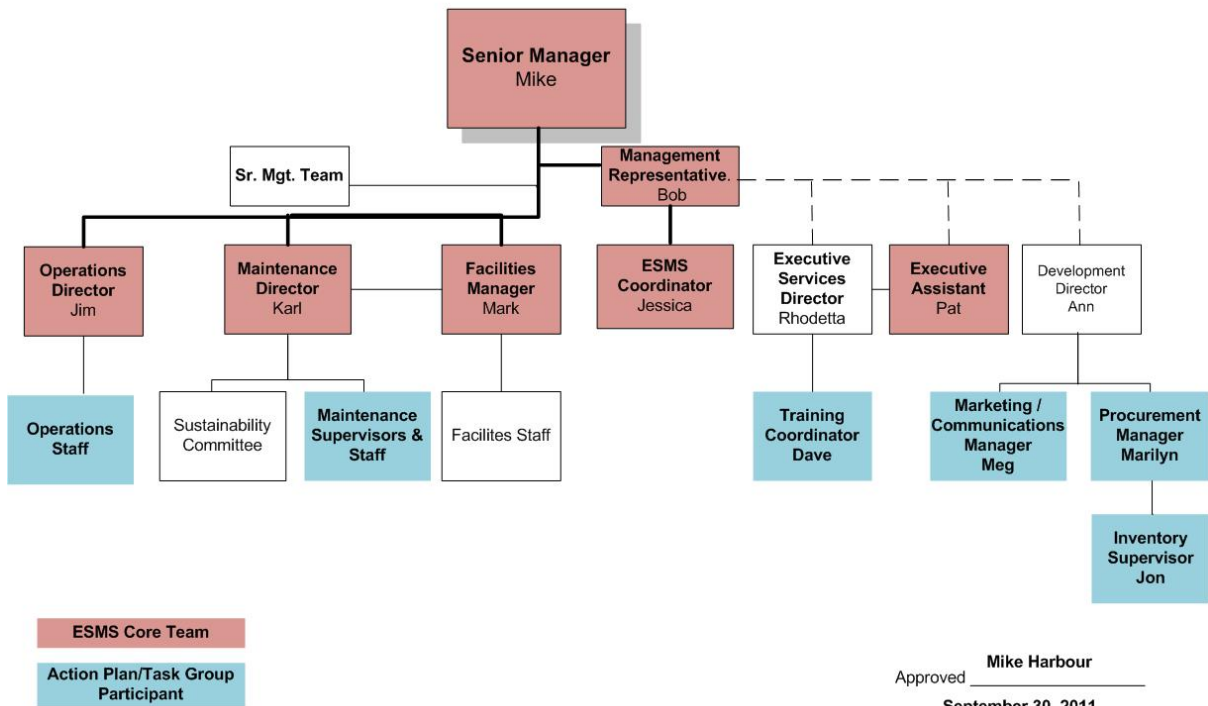 Senior Manager
Mike
Sr. Mgt. Team
Management
Representative.
Bob
Operations
Director
Jim
Maintenance
Director
Karl
Facilities
Manager
Mark
ESMS
Coordinator
Jessica
Executive
Services
Director
Rhodetta
Executive
Assistant
Pat
Development
Director
Ann
Operations
Staff
Sustainability
Committee
Maintenance
Supervisors &
Staff
Facilites Staff
Training
Coordinator
Dave
Marketing /
Communications
Manager
Meg
Procurement
Manager
Marilyn
Inventory
Supervisor
Jon
ESMS Core Team
Action Plan/Task Group
Participant
Mike Harbour
Approved
September 30, 2011